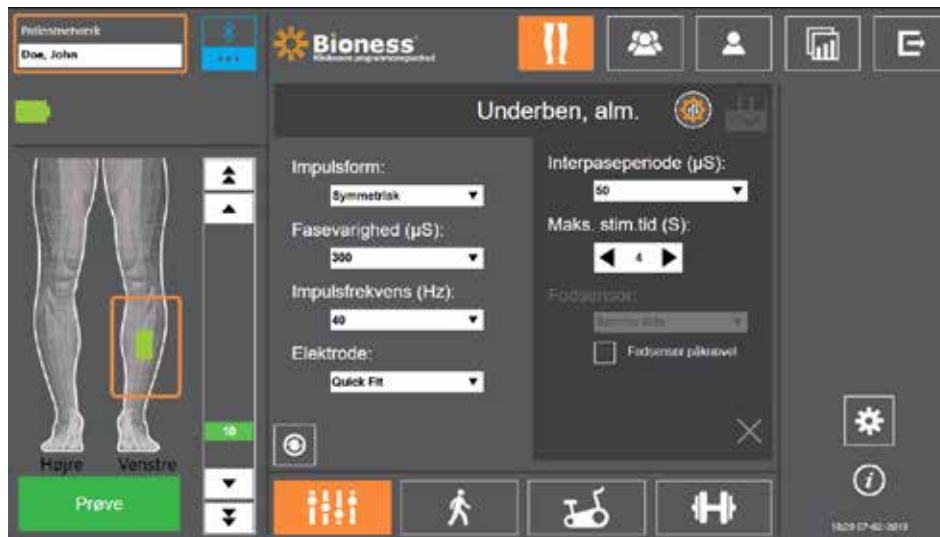 Patientnetværk
Doe, John
Bioness
Underben, alm.
Impulsform:
Symmetrisk
Fasevarighed (µS):
300
Impulsfrekvens (Hz):
40
Elektrode:
Quick Fit
Interpaseperiode (µS):
50
Maks. stim.tid (S):
4
Fodsensor:
Fodsensor påkrævet
10
Højre
Venstre
Prøve